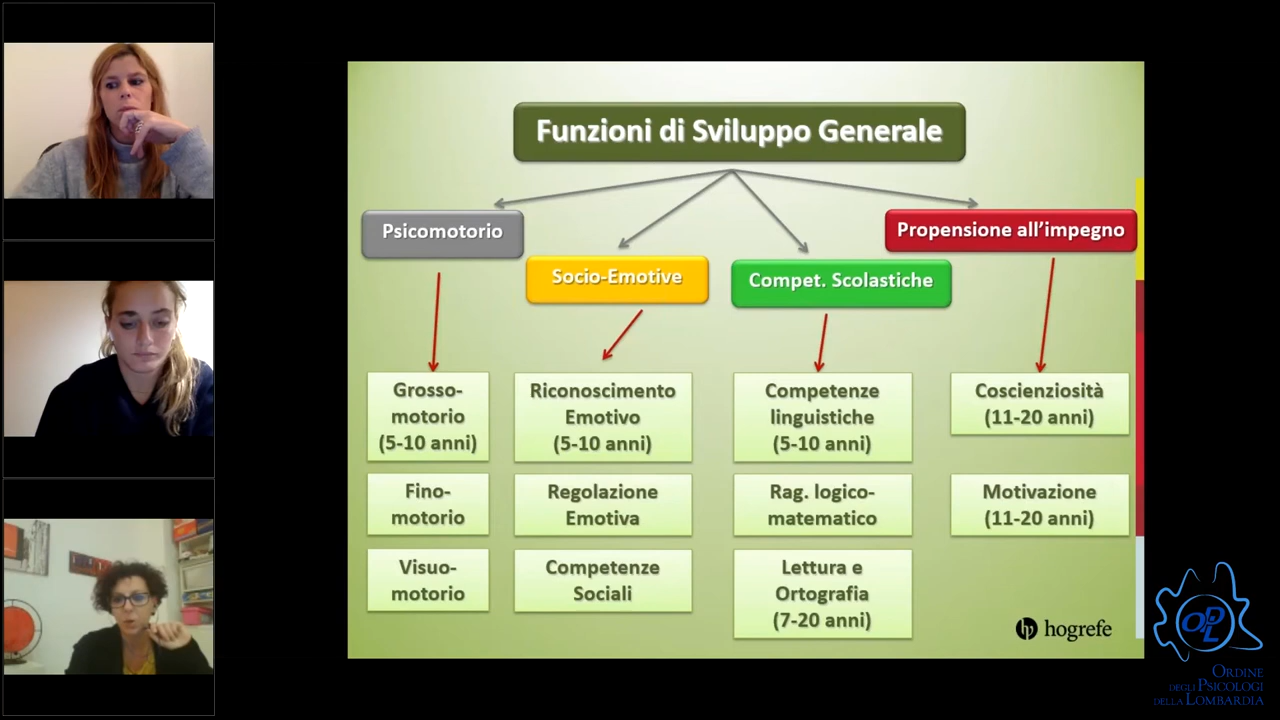 Funzioni di Sviluppo Generale
Psicomotorio
Socio-Emotive
Compet. Scolastiche
Propensione all'impegno
Grosso-
motorio
(5-10 anni)
Riconoscimento
Emotivo
(5-10 anni)
Competenze
linguistiche
(5-10 anni)
Coscienziosità
(11-20 anni)
Fino-
motorio
Regolazione
Emotiva
Rag. logico-
matematico
Motivazione
(11-20 anni)
Visuo-
motorio
Competenze
Sociali
Lettura e
Ortografia
(7-20 anni)
hogrefe
OPL
ORDINE
DEGLI PSICOLOGI
DELLA LOMBARDIA